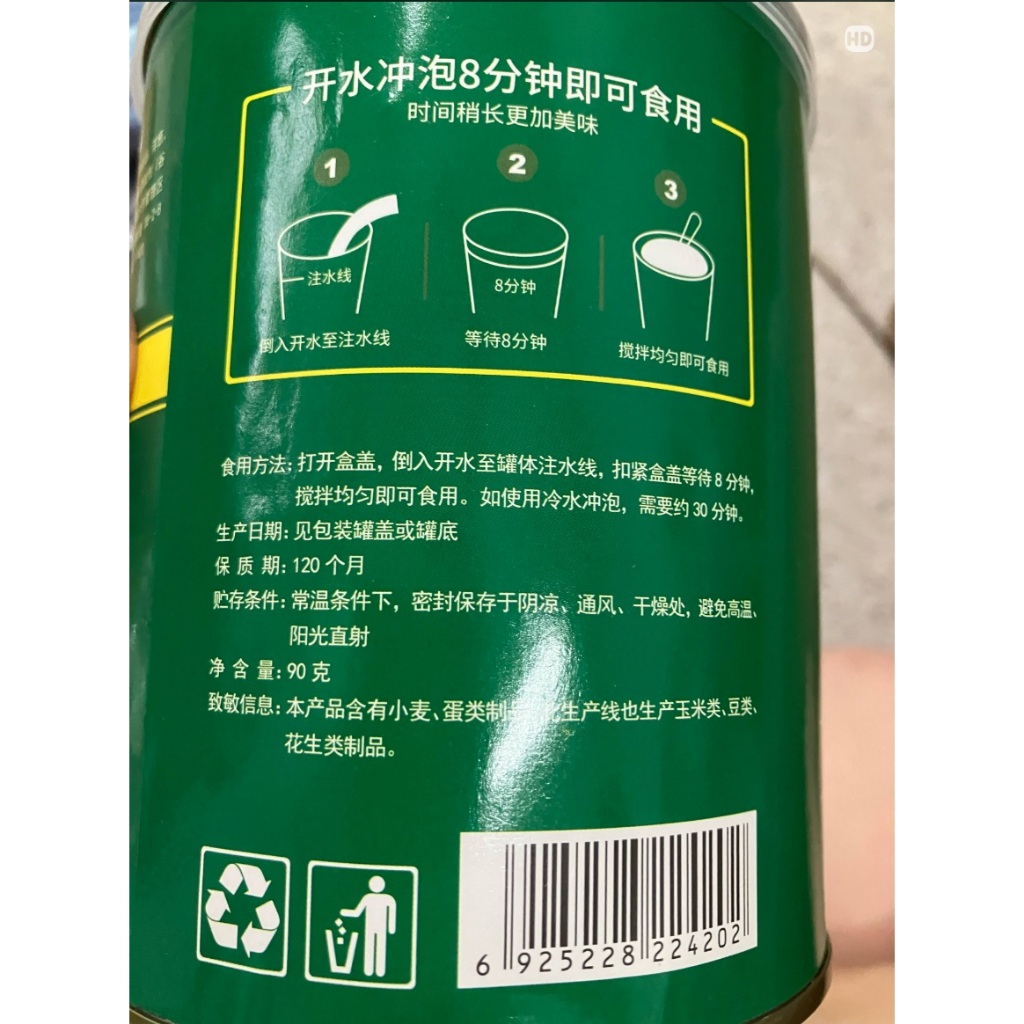 HD
开水冲泡8分钟即可食用
时间稍长更加美味
1
2
3
注水线
8分钟
倒入开水至注水线
等待8分钟
搅拌均匀即可食用
食用方法:打开盒盖，倒入开水至罐体注水线，扣紧盒盖等待8分钟，
搅拌均匀即可食用。如使用冷水冲泡，需要约30分钟。
生产日期:见包装罐盖或罐底
保质期:120个月
贮存条件:常温条件下，密封保存于阴凉、通风、干燥处，避免高温、
阳光直射
净含量:90克
致敏信息:本产品含有小麦、蛋类制 生产线也生产玉米类、豆类、
花生类制品。
6 925228 224202